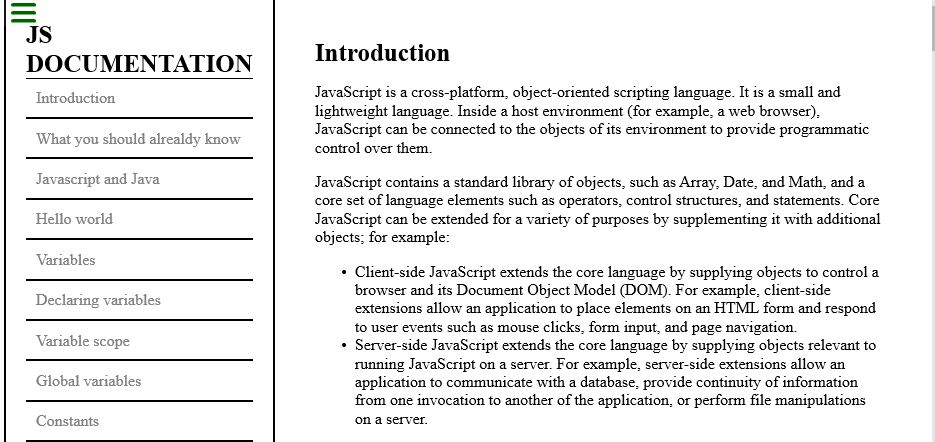 JS
DOCUMENTATION
Introduction
What you should alrealdy know
Javascript and Java
Hello world
Variables
Declaring variables
Variable scope
Global variables
Constants
Introduction
JavaScript is a cross-platform, object-oriented scripting language. It is a small and
lightweight language. Inside a host environment (for example, a web browser),
JavaScript can be connected to the objects of its environment to provide programmatic
control over them.
JavaScript contains a standard library of objects, such as Array, Date, and Math, and a
core set of language elements such as operators, control structures, and statements. Core
JavaScript can be extended for a variety of purposes by supplementing it with additional
objects; for example:
• Client-side JavaScript extends the core language by supplying objects to control a
browser and its Document Object Model (DOM). For example, client-side
extensions allow an application to place elements on an HTML form and respond
to user events such as mouse clicks, form input, and page navigation.
• Server-side JavaScript extends the core language by supplying objects relevant to
running JavaScript on a server. For example, server-side extensions allow an
application to communicate with a database, provide continuity of information
from one invocation to another of the application, or perform file manipulations
on a server.